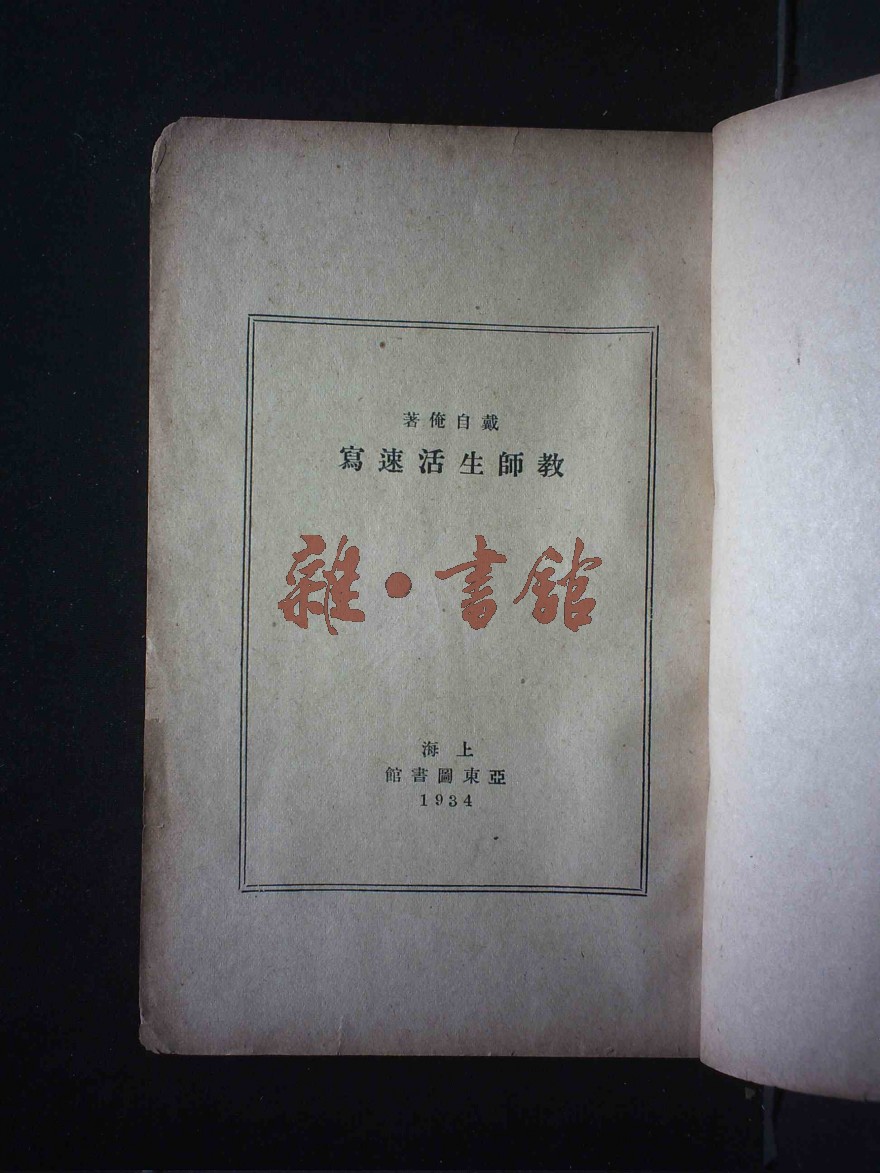 戴自俺著
教師生活速寫
雜·書館
上海
亞東圖書館
1934